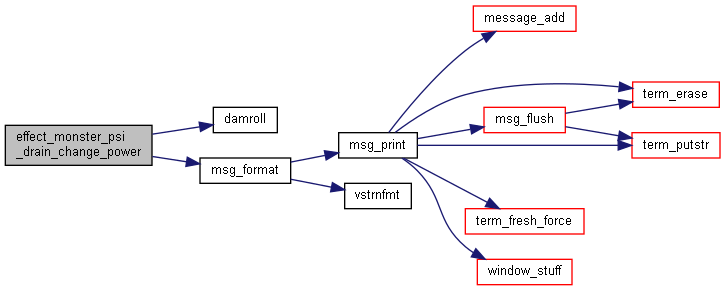 effect_monster_psi
_drain_change_power
damroll
msg_format
msg_print
vstrnfmt
message_add
msg_flush
term_erase
term_putstr
term_fresh_force
window_stuff